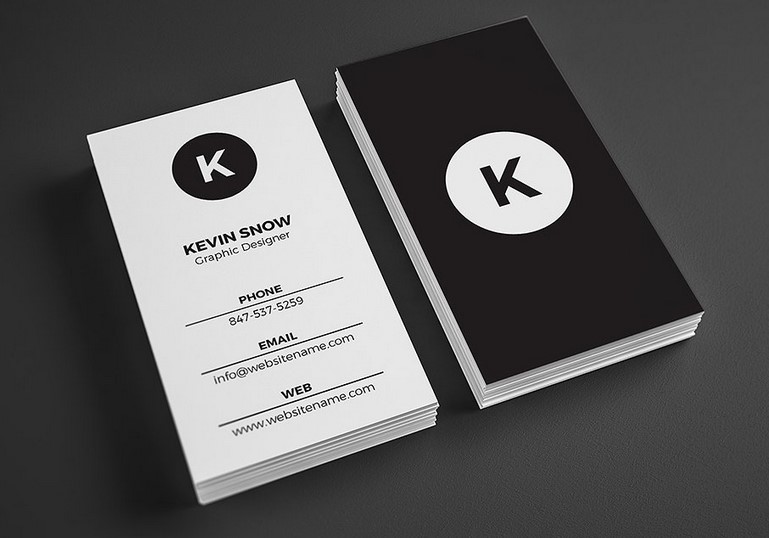 K
KEVIN SNOW
Graphic Designer
PHONE
847-537-5259
EMAIL
info@websitename.com
WEB
www.websitename.com
K